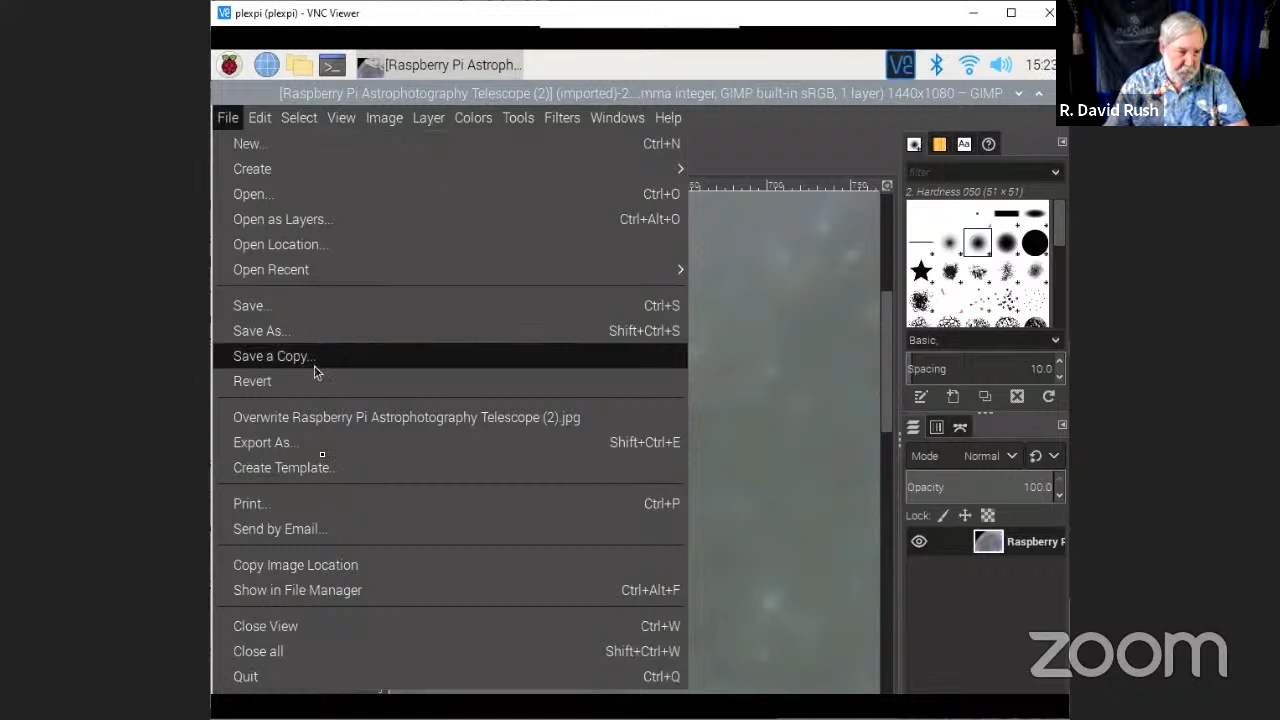 plexpi (plexpi) - VNC Viewer
[Raspberry Pi Astroph...
15:23
[Raspberry Pi Astrophotography Telescope (2)] (imported)-2....mma integer, GIMP built-in sRGB, 1 layer) 1440x1080 – GIMP
R. David Rush
File Edit Select View Image Layer Colors Tools Filters Windows Help
New... Ctrl+N
Create
Open... Ctrl+O
Open as Layers... Ctrl+Alt+O
Open Location...
Open Recent
Save... Ctrl+S
Save As... Shift+Ctrl+S
Save a Copy...
Revert
Overwrite Raspberry Pi Astrophotography Telescope (2).jpg
Export As... Shift+Ctrl+E
Create Template...
Print... Ctrl+P
Send by Email...
Copy Image Location
Show in File Manager Ctrl+Alt+F
Close View Ctrl+W
Close all Shift+Ctrl+W
Quit Ctrl+Q
700 750
Aa
filter
2. Hardness 050 (51 × 51)
Basic,
Spacing 10.0
Mode Normal
Opacity 100.0
Lock:
Raspberry P
zoom